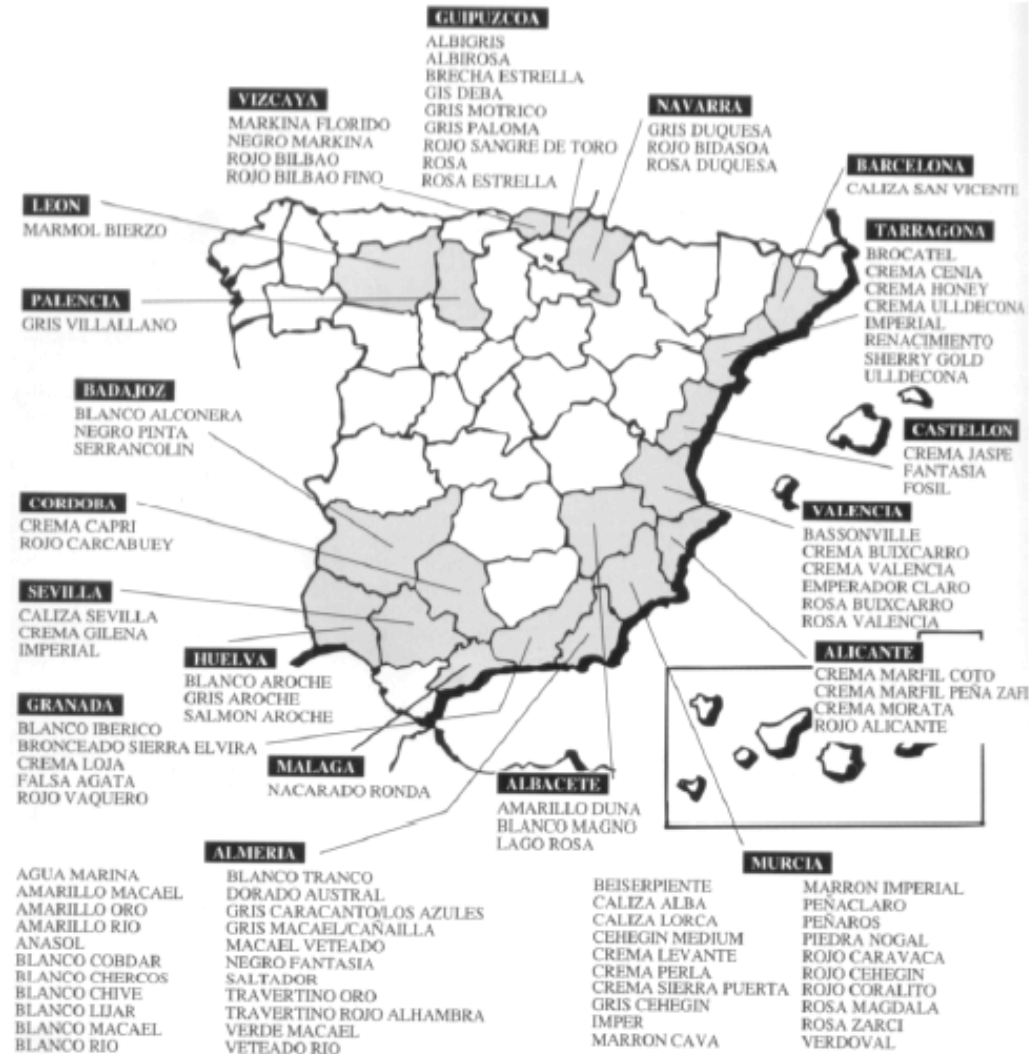 GUIPUZCOA
ALBIGRIS
ALBIROSA
BRECHA ESTRELLA
GIS DEBA
GRIS MOTRICO
GRIS PALOMA
ROJO SANGRE DE TORO
ROSA
ROSA ESTRELLA
VIZCAYA
MARKINA FLORIDO
NEGRO MARKINA
ROJO BILBAO
ROJO BILBAO FINO
NAVARRA
GRIS DUQUESA
ROJO BIDASOA
ROSA DUQUESA
BARCELONA
CALIZA SAN VICENTE
LEON
MARMOL BIERZO
TARRAGONA
BROCATEL
CREMA CENIA
CREMA HONEY
CREMA ULLDECONA
IMPERIAL
RENACIMIENTO
SHERRY GOLD
ULLDECONA
PALENCIA
GRIS VILLALLANO
BADAJOZ
BLANCO ALCONERA
NEGRO PINTA
SERRANCOLIN
CASTELLON
CREMA JASPE
FANTASIA
FOSIL
CORDOBA
CREMA CAPRI
ROJO CARCABUEY
VALENCIA
BASSONVILLE
CREMA BUIXCARRO
CREMA VALENCIA
EMPERADOR CLARO
ROSA BUIXCARRO
ROSA VALENCIA
SEVILLA
CALIZA SEVILLA
CREMA GILENA
IMPERIAL
HUELVA
BLANCO AROCHE
GRIS AROCHE
SALMON AROCHE
ALICANTE
CREMA MARFIL COTO
CREMA MARFIL PEÑA ZAFI
CREMA MORATA
ROJO ALICANTE
GRANADA
BLANCO IBERICO
BRONCEADO SIERRA ELVIRA
CREMA LOJA
FALSA AGATA
ROJO VAQUERO
MALAGA
NACARADO RONDA
ALBACETE
AMARILLO DUNA
BLANCO MAGNO
LAGO ROSA
ALMERIA
AGUA MARINA
AMARILLO MACAEL
AMARILLO ORO
AMARILLO RIO
ANASOL
BLANCO COBDAR
BLANCO CHERCOS
BLANCO CHIVE
BLANCO LIJAR
BLANCO MACAEL
BLANCO RIO
BLANCO TRANCO
DORADO AUSTRAL
GRIS CARACANTO/LOS AZULES
GRIS MACAEL/CAÑAILLA
MACAEL VETEADO
NEGRO FANTASIA
SALTADOR
TRAVERTINO ORO
TRAVERTINO ROJO ALHAMBRA
VERDE MACAEL
VETEADO RIO
MURCIA
BEISERPIENTE
CALIZA ALBA
CALIZA LORCA
CEHEGIN MEDIUM
CREMA LEVANTE
CREMA PERLA
CREMA SIERRA PUERTA
GRIS CEHEGIN
IMPER
MARRON CAVA
MARRON IMPERIAL
PEÑACLARO
PEÑAROS
PIEDRA NOGAL
ROJO CARAVACA
ROJO CEHEGIN
ROJO CORALITO
ROSA MAGDALA
ROSA ZARCI
VERDOVAL